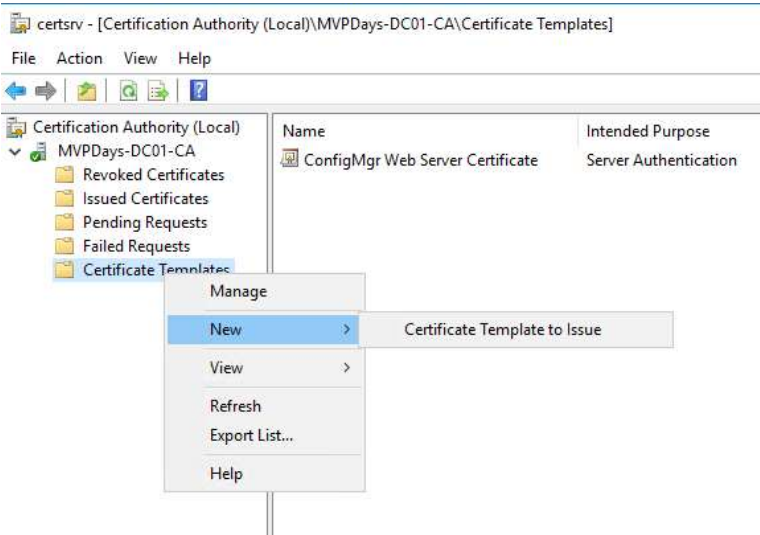 certsrv - [Certification Authority (Local)\MVPDays-DC01-CA\Certificate Templates]
File Action View Help
Certification Authority (Local)
MVPDays-DC01-CA
Revoked Certificates
Issued Certificates
Pending Requests
Failed Requests
Certificate Templates
Name Intended Purpose
ConfigMgr Web Server Certificate Server Authentication
Manage
New
Certificate Template to Issue
View
Refresh
Export List...
Help